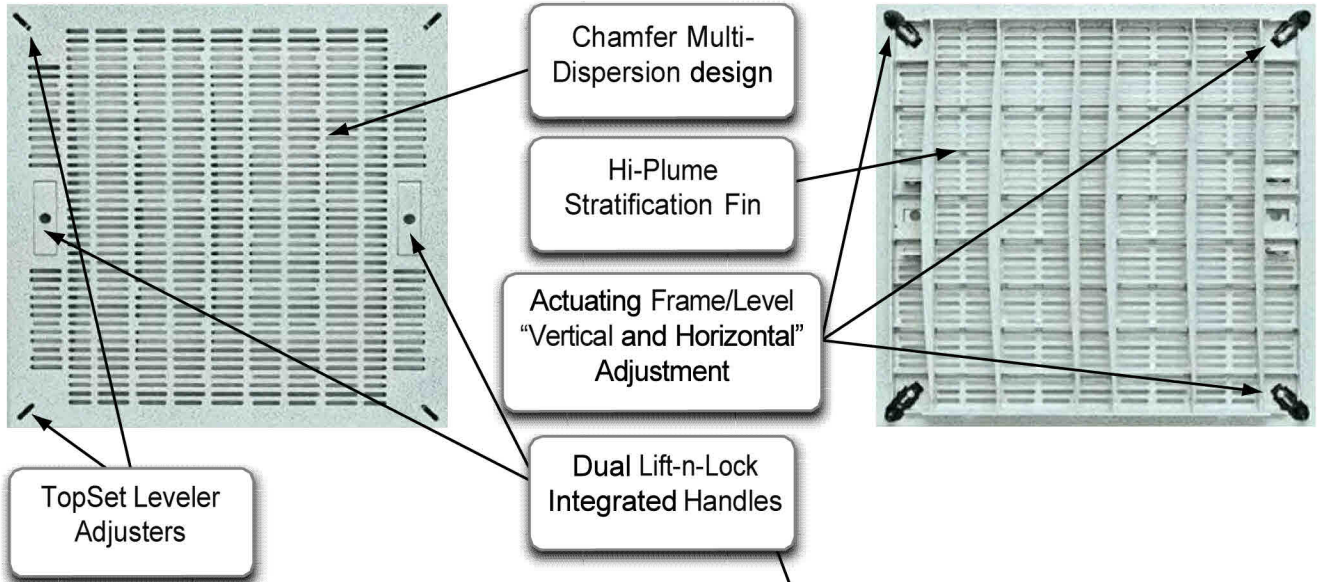 Chamfer Multi-
Dispersion design
Hi-Plume
Stratification Fin
Actuating Frame/Level
“Vertical and Horizontal”
Adjustment
Dual Lift-n-Lock
Integrated Handles
TopSet Leveler
Adjusters